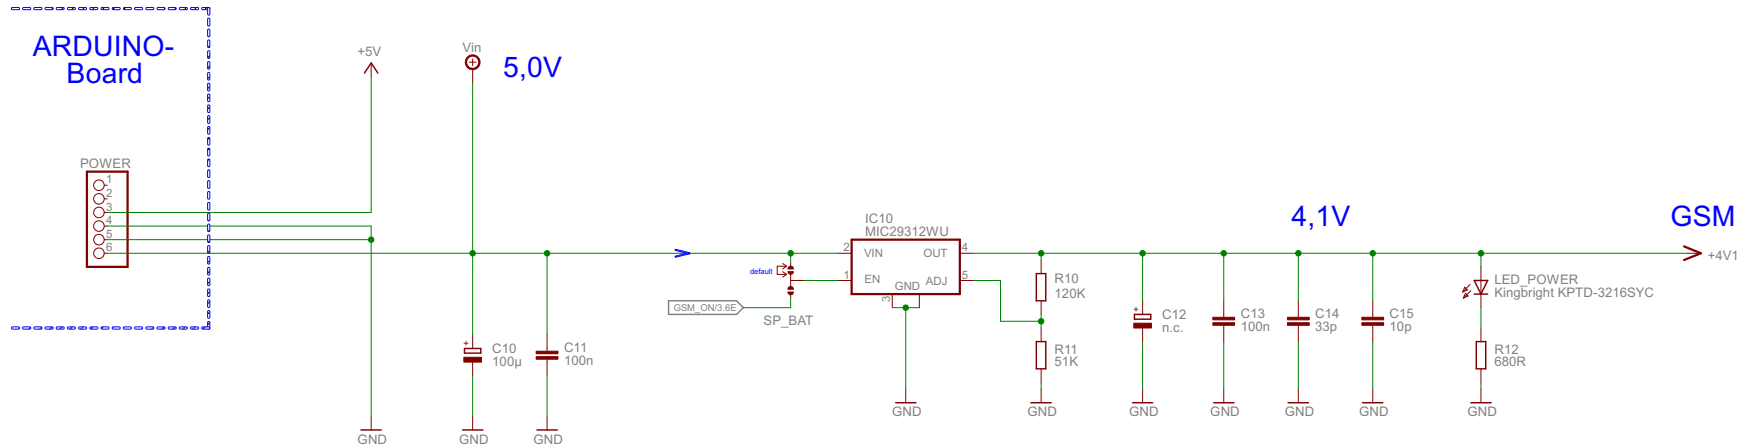 ARDUINO-
Board
POWER
1
2
3
4
5
6
+5V
GND
Vin
5,0V
+
C10
100µ
GND
C11
100n
GND
default
GSM_ON/3.6E
SP_BAT
IC10
MIC29312WU
2
VIN
OUT
4
1
EN
ADJ
5
GND
3
GND
R10
120K
R11
51K
GND
+
C12
n.c.
GND
C13
100n
GND
4,1V
C14
33p
GND
C15
10p
GND
LED_POWER
Kingbright KPTD-3216SYC
R12
680R
GND
GSM
+4V1